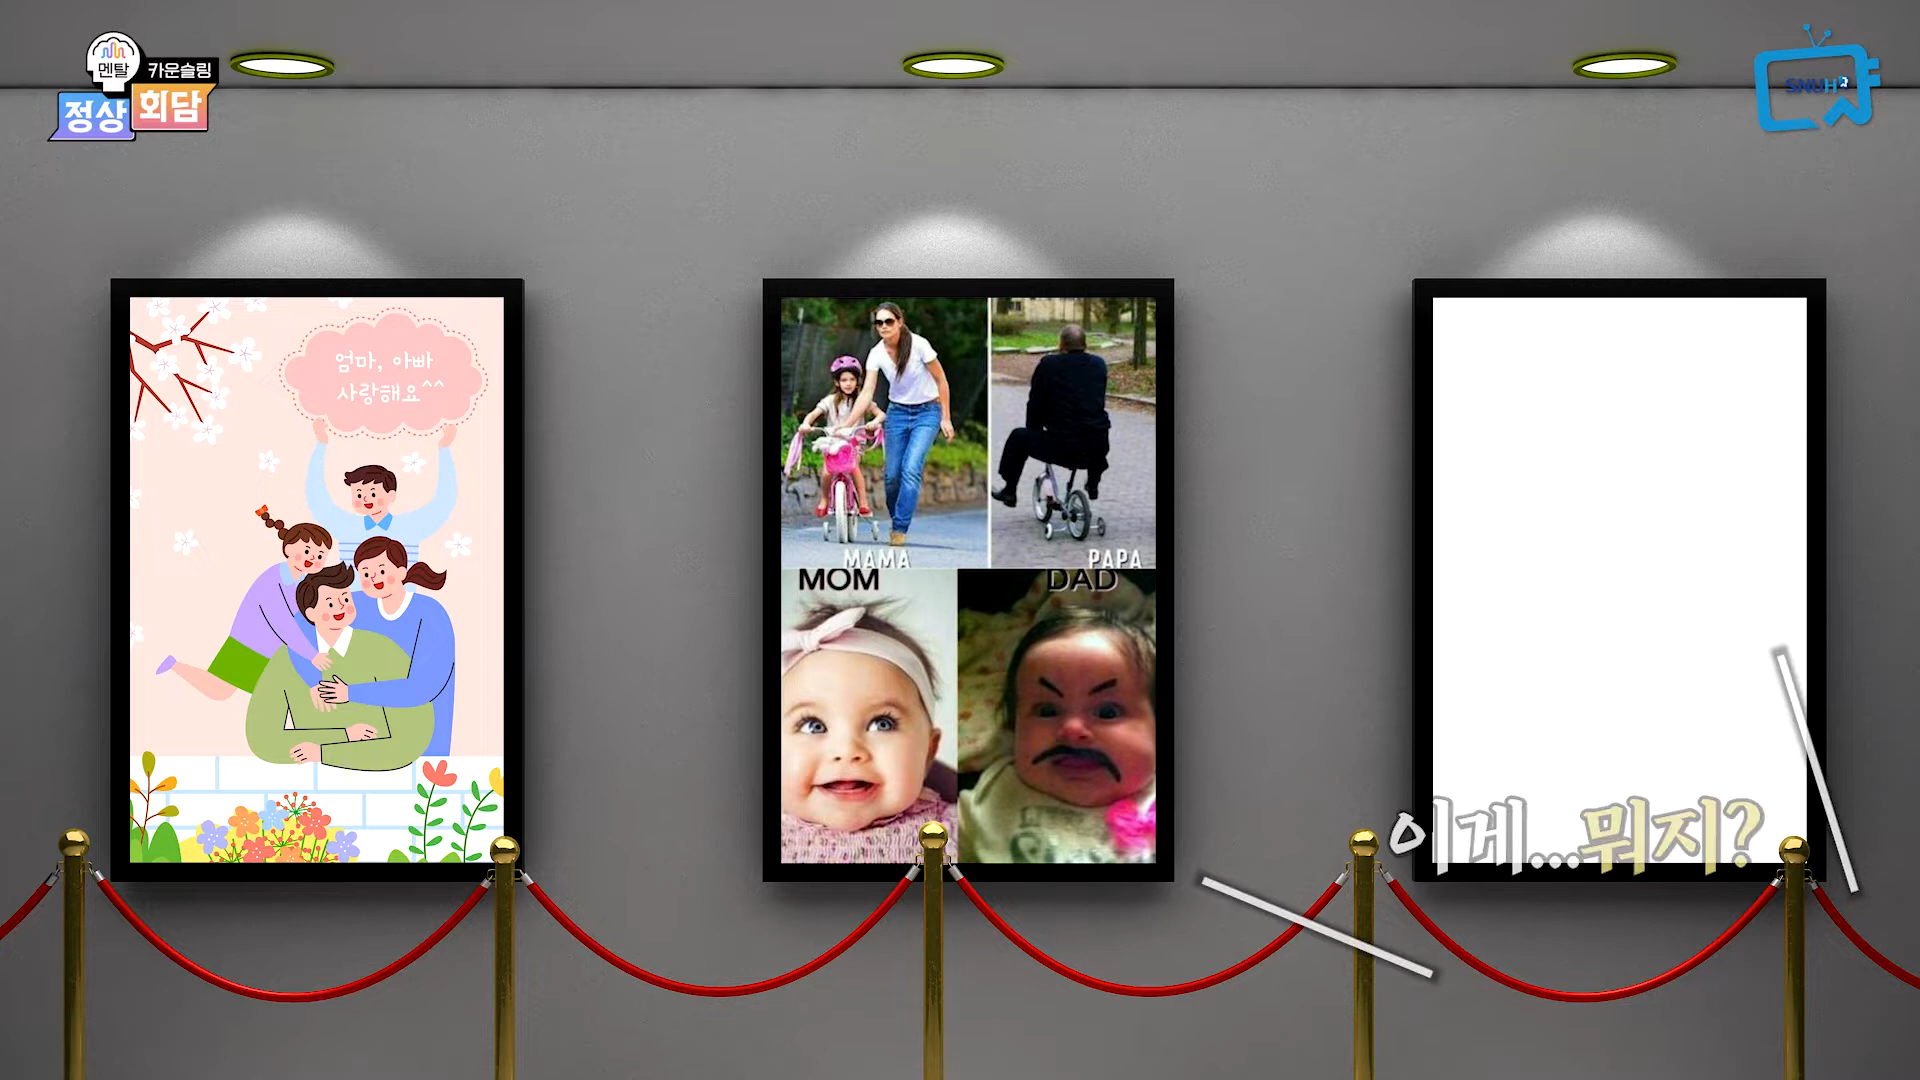 멘탈
카운슬링
정상
회담
SNUH
엄마, 아빠
사랑해요^^
MAMA
PAPA
MOM
DAD
이게...뭐지?